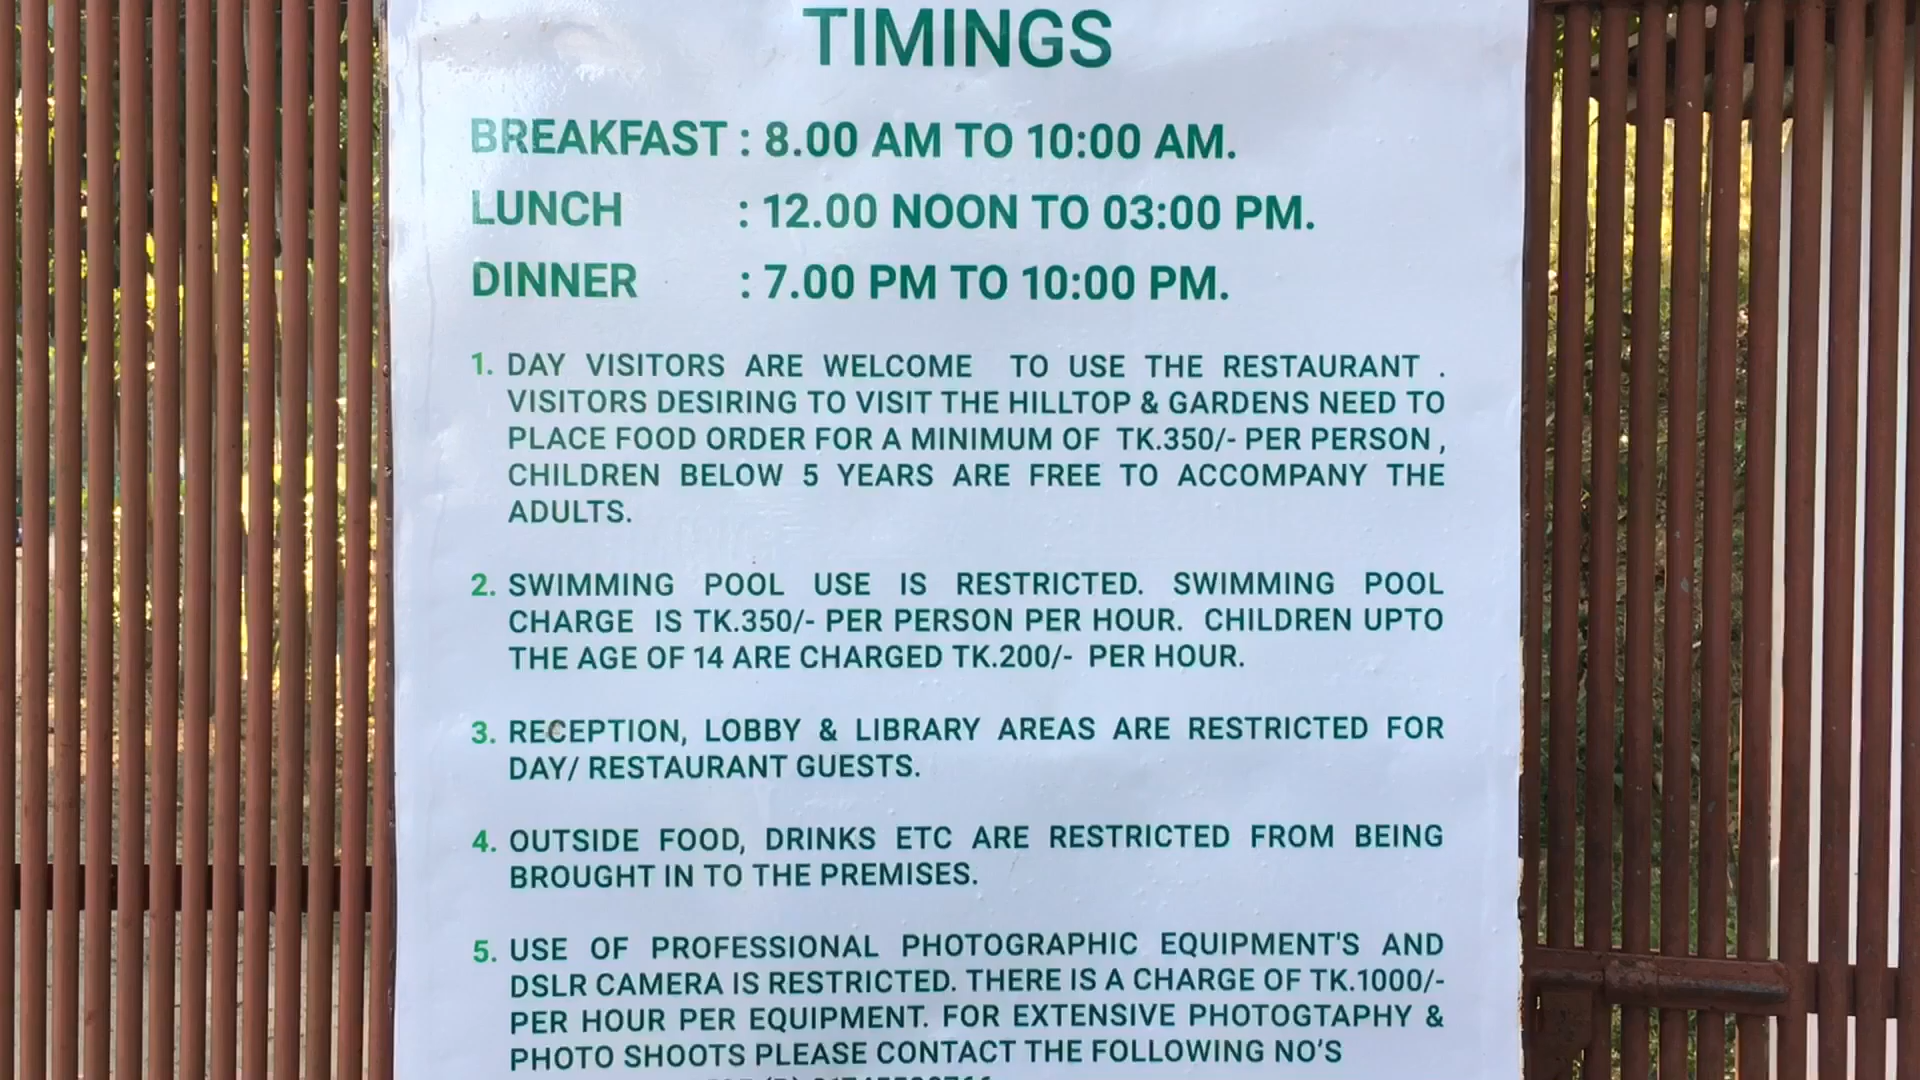 TIMINGS
BREAKFAST : 8.00 AM TO 10:00 AM.
LUNCH : 12.00 NOON TO 03:00 PM.
DINNER : 7.00 PM TO 10:00 PM.
1. DAY VISITORS ARE WELCOME TO USE THE RESTAURANT .
VISITORS DESIRING TO VISIT THE HILLTOP & GARDENS NEED TO
PLACE FOOD ORDER FOR A MINIMUM OF TK.350/- PER PERSON ,
CHILDREN BELOW 5 YEARS ARE FREE TO ACCOMPANY THE
ADULTS.
2. SWIMMING POOL USE IS RESTRICTED. SWIMMING POOL
CHARGE IS TK.350/- PER PERSON PER HOUR. CHILDREN UPTO
THE AGE OF 14 ARE CHARGED TK.200/- PER HOUR.
3. RECEPTION, LOBBY & LIBRARY AREAS ARE RESTRICTED FOR
DAY/ RESTAURANT GUESTS.
4. OUTSIDE FOOD, DRINKS ETC ARE RESTRICTED FROM BEING
BROUGHT IN TO THE PREMISES.
5. USE OF PROFESSIONAL PHOTOGRAPHIC EQUIPMENT'S AND
DSLR CAMERA IS RESTRICTED. THERE IS A CHARGE OF TK.1000/-
PER HOUR PER EQUIPMENT. FOR EXTENSIVE PHOTOGTAPHY &
PHOTO SHOOTS PLEASE CONTACT THE FOLLOWING NO'S